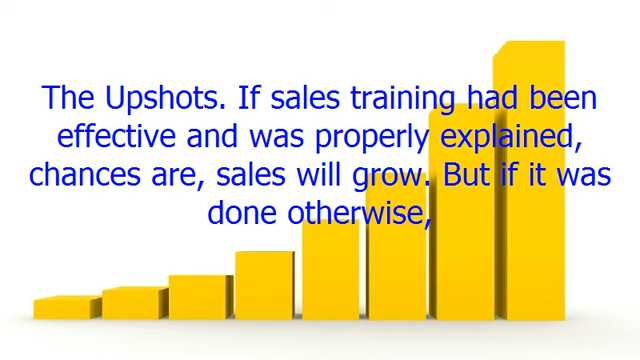 The Upshots. If sales training had been
effective and was properly explained,
chances are, sales will grow. But if it was
done otherwise,